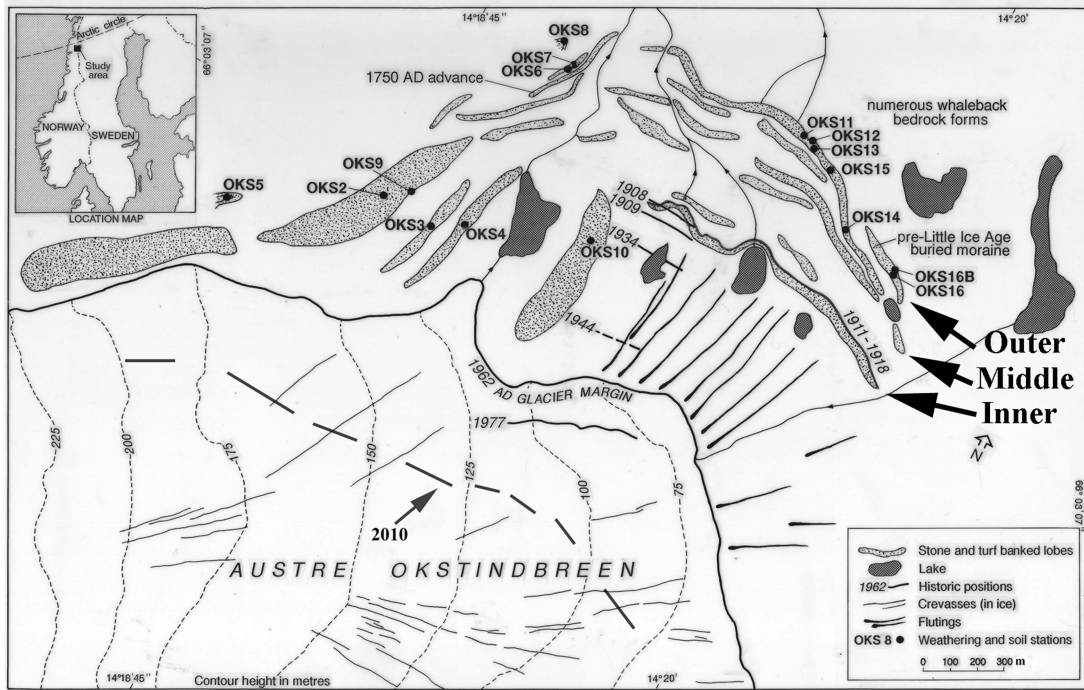 14°18'45"
14°20'
Arctic circle
Study
area
NORWAY
SWEDEN
LOCATION MAP
66°03'07"
OKS8
OKS7
OKS6
1750 AD advance
OKS9
OKS2
OKS5
OKS3
OKS4
OKS10
OKS11
OKS12
OKS13
OKS15
OKS14
numerous whaleback
bedrock forms
pre-Little Ice Age
buried moraine
OKS16B
OKS16
1908
1909
1934
1944
1911-1918
Outer
Middle
Inner
N
1962 AD GLACIER MARGIN
1977
225
200
175
150
125
100
75
2010
AUSTRE OKSTINDBREEN
66°03'07"
Stone and turf banked lobes
Lake
1962 Historic positions
Crevasses (in ice)
Flutings
OKS 8 Weathering and soil stations
0 100 300 m
14°18'45"
Contour height in metres
14°20'